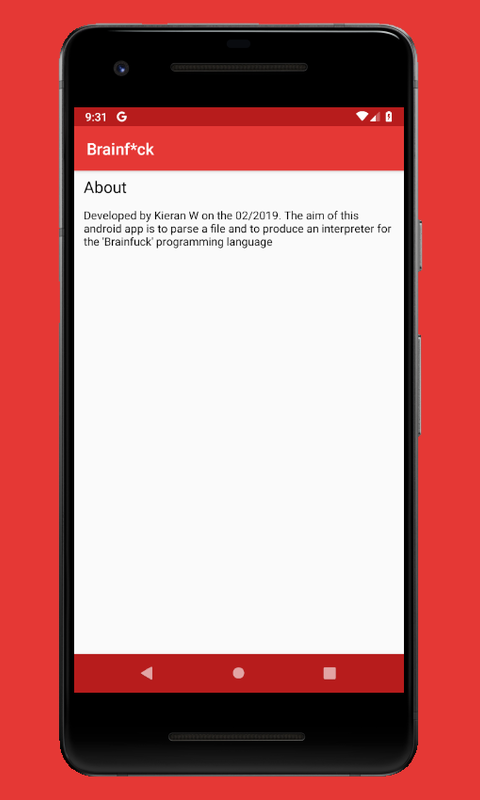 9:31 G
Brainf*ck
About
Developed by Kieran W on the 02/2019. The aim of this
android app is to parse a file and to produce an interpreter for
the 'Brainfuck' programming language